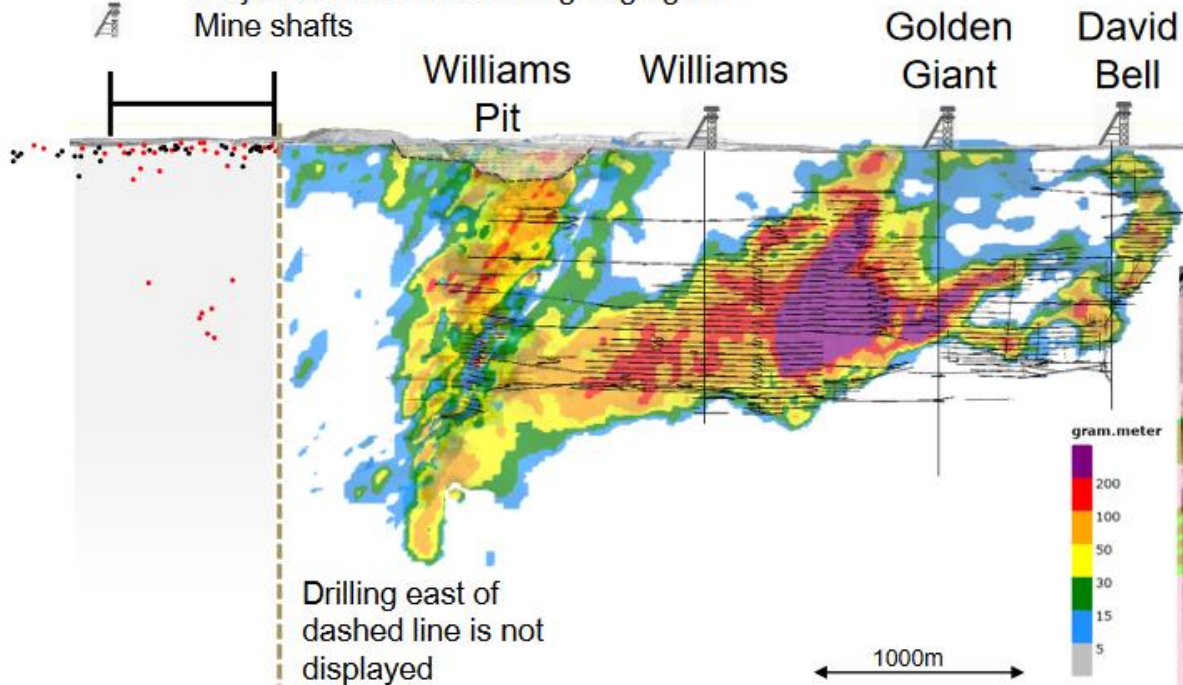 Mine shafts
Williams
Pit
Williams
Golden
Giant
David
Bell
gram.meter
200
100
50
30
15
5
Drilling east of
dashed line is not
displayed
1000m